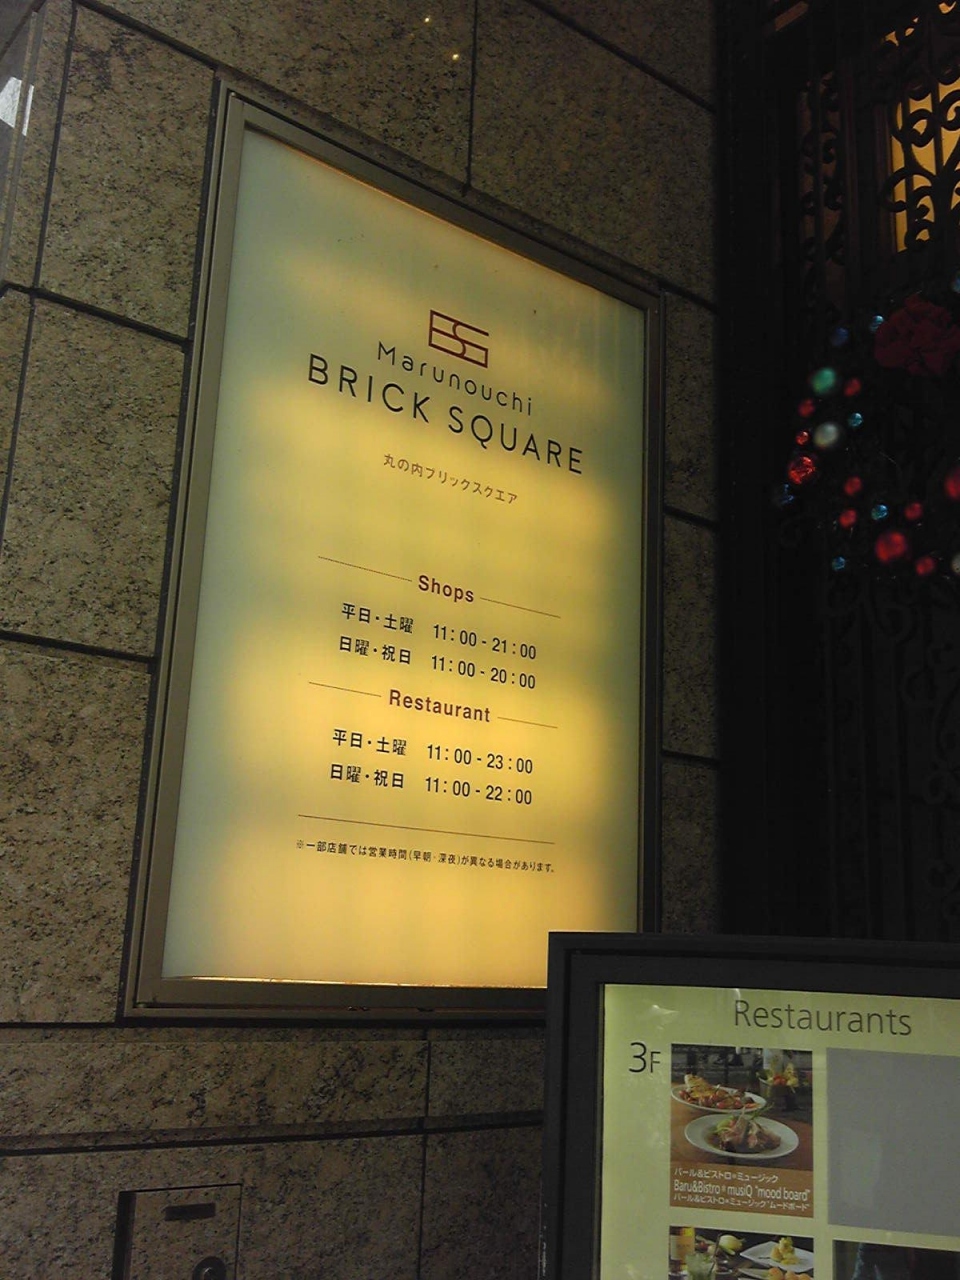 BS
Marunouchi
BRICK SQUARE
丸の内ブリックスクエア
Shops
平日・土曜 11:00 - 21:00
日曜・祝日 11:00 - 20:00
Restaurant
平日・土曜 11:00 - 23:00
日曜・祝日 11:00 - 22:00
※一部店舗では営業時間(早朝・深夜)が異なる場合があります。
Restaurants
3F
バール&ビストロ*ミュージック
Baru&Bistro*musiQ "mood board"
バール&ビストロ*ミュージック"ムードボード"